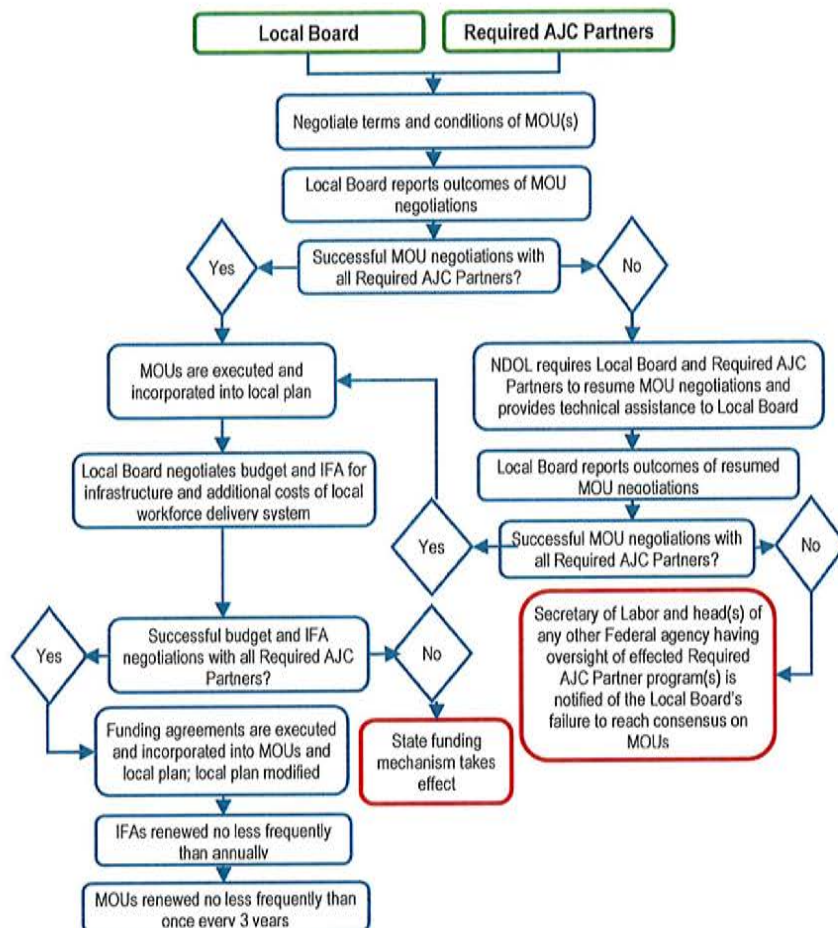 Local Board
Required AJC Partners
Negotiate terms and conditions of MOU(s)
Local Board reports outcomes of MOU
negotiations
Yes
Successful MOU negotiations with
all Required AJC Partners?
No
MOUs are executed and
incorporated into local plan
NDOL requires Local Board and Required AJC
Partners to resume MOU negotiations and
provides technical assistance to Local Board
Local Board negotiates budget and IFA for
infrastructure and additional costs of local
workforce delivery system
Local Board reports outcomes of resumed
MOU negotiations
Yes
Successful MOU negotiations with
all Required AJC Partners?
No
Yes
Successful budget and IFA
negotiations with all Required AJC
Partners?
No
Secretary of Labor and head(s) of
any other Federal agency having
oversight of effected Required
AJC Partner program(s) is
notified of the Local Board's
failure to reach consensus on
MOUs
Funding agreements are executed
and incorporated into MOUs and
local plan; local plan modified
State funding
mechanism takes
effect
IFAs renewed no less frequently
than annually
MOUs renewed no less frequently than
once every 3 years